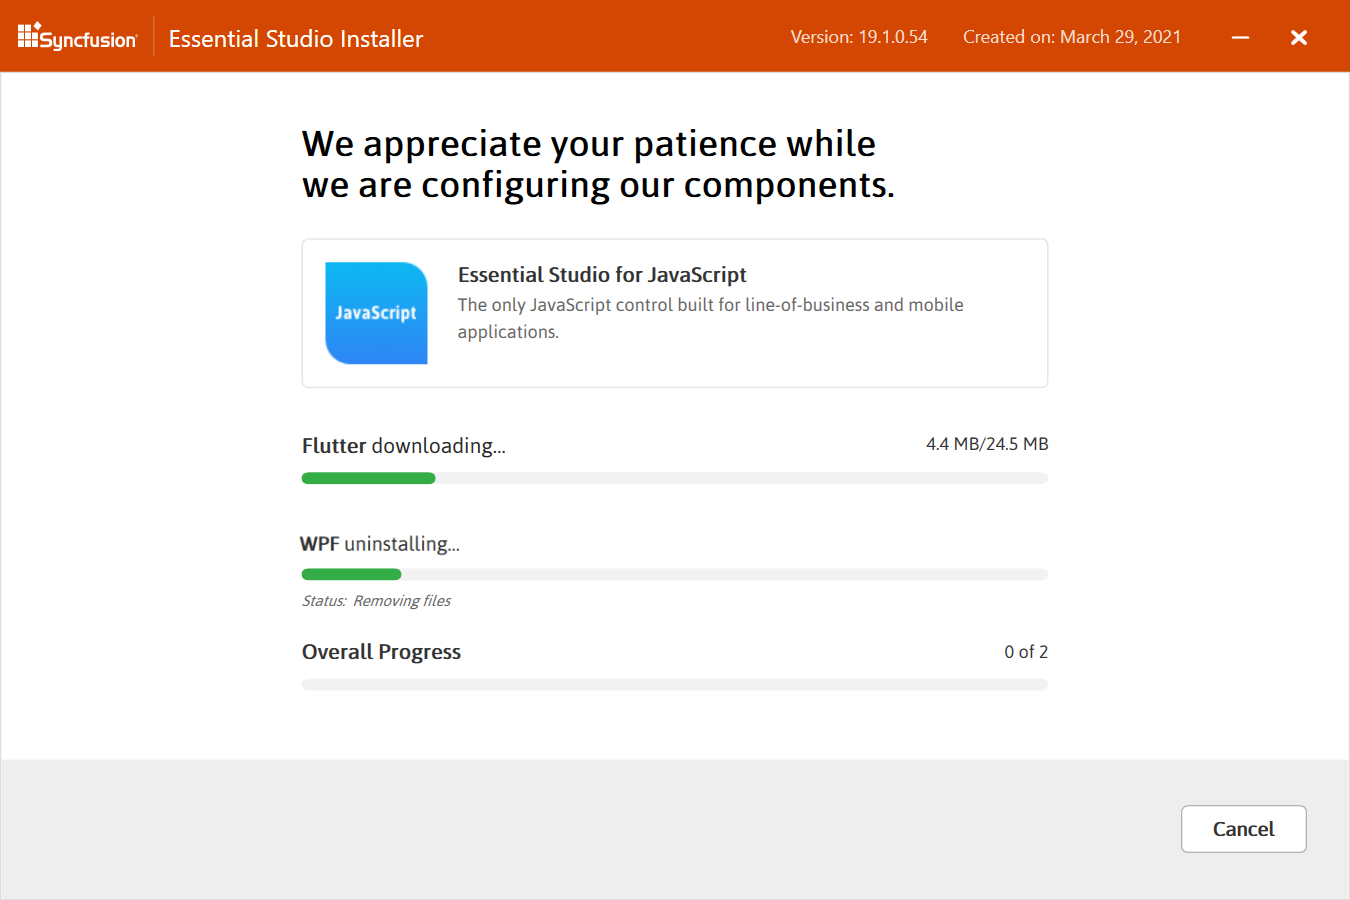 Syncfusion
Essential Studio Installer
Version: 19.1.0.54
Created on: March 29, 2021
We appreciate your patience while
we are configuring our components.
JavaScript
Essential Studio for JavaScript
The only JavaScript control built for line-of-business and mobile
applications.
Flutter downloading...
4.4 MB/24.5 MB
WPF uninstalling...
Status: Removing files
Overall Progress
0 of 2
Cancel